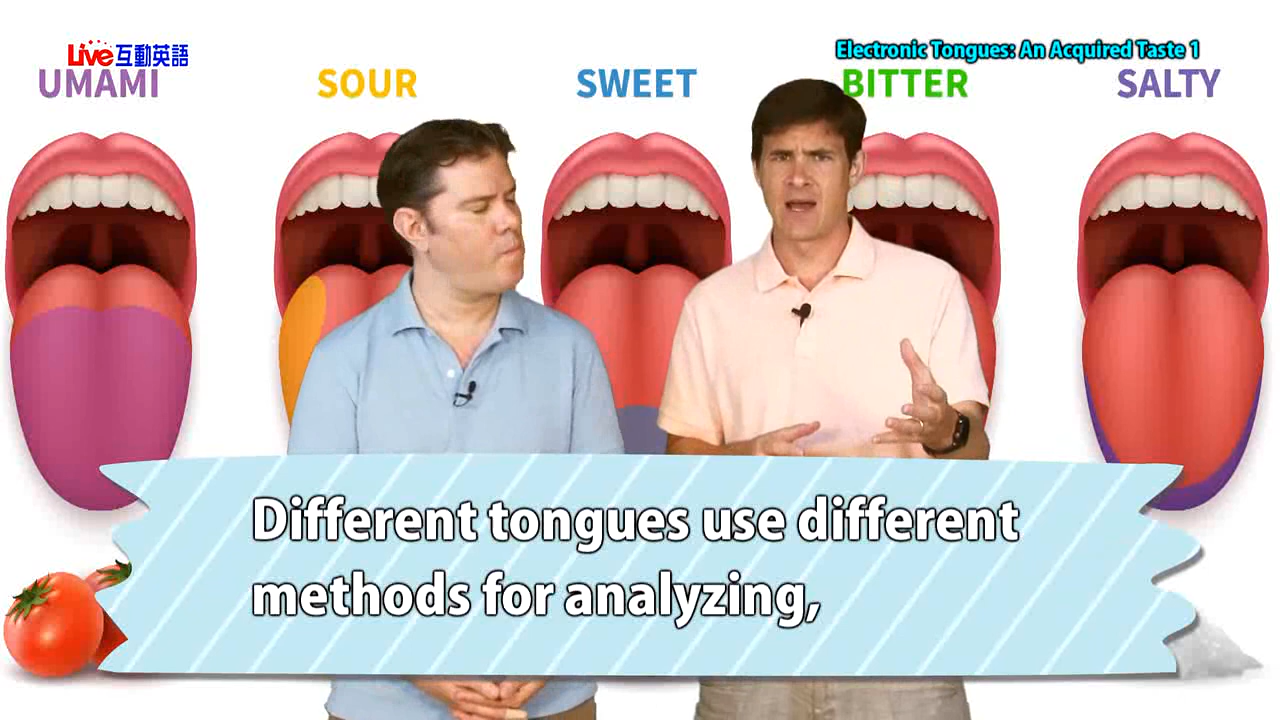 Live互動英語
Electronic Tongues: An Acquired Taste 1
UMAMI
SOUR
SWEET
BITTER
SALTY
Different tongues use different
methods for analyzing,